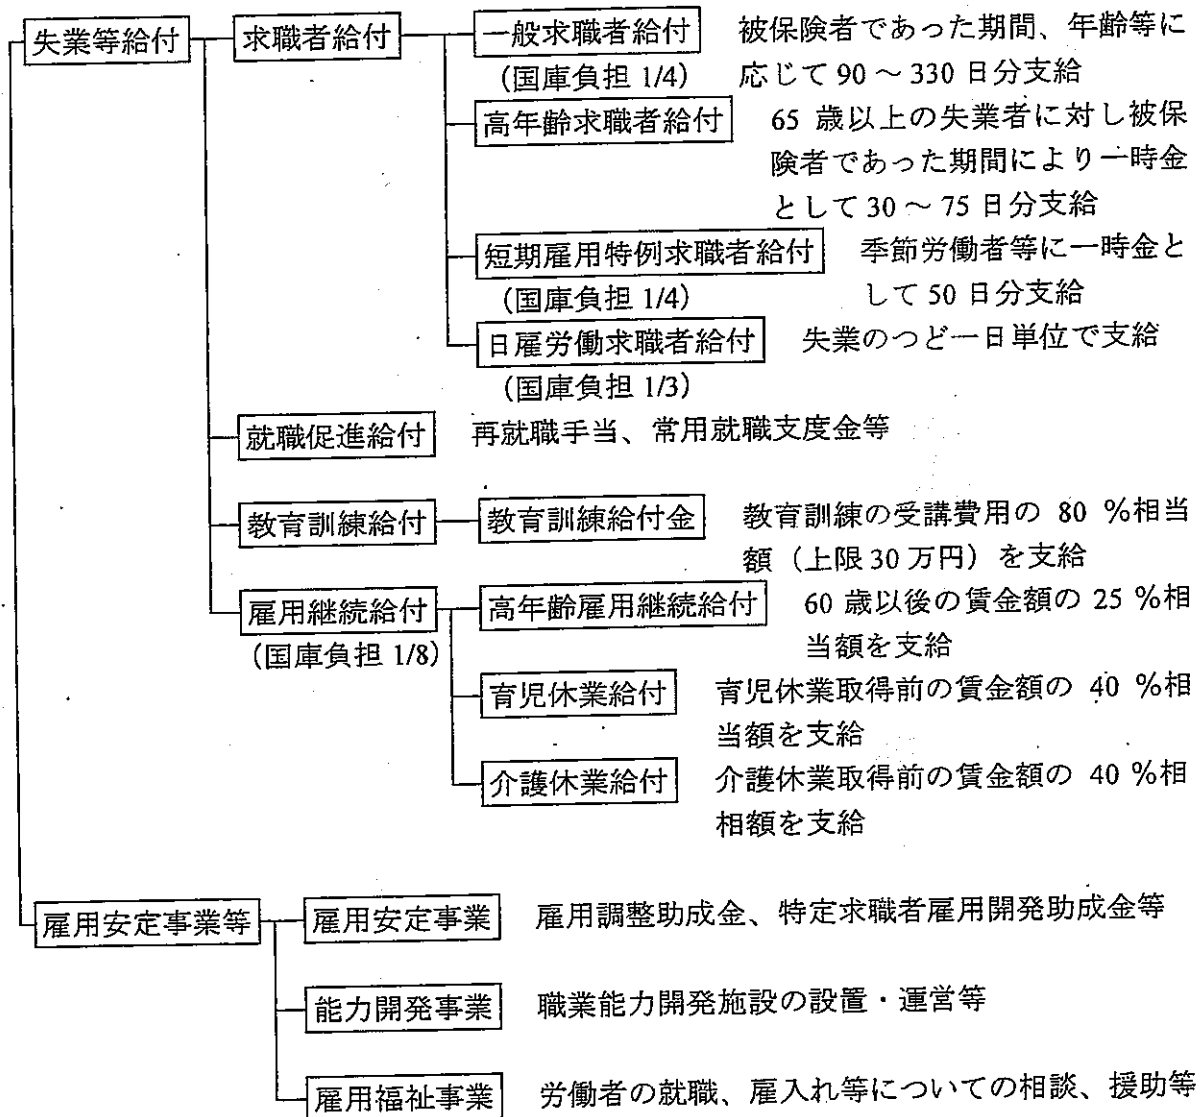 失業等給付
求職者給付
一般求職者給付
(国庫負担 1/4)
被保険者であった期間、年齢等に
応じて 90 ～ 330 日分支給
高年齢求職者給付
65 歳以上の失業者に対し被保
険者であった期間により一時金
として 30 ～ 75 日分支給
短期雇用特例求職者給付
(国庫負担 1/4)
季節労働者等に一時金と
して 50 日分支給
日雇労働求職者給付
(国庫負担 1/3)
失業のつど一日単位で支給
就職促進給付
再就職手当、常用就職支度金等
教育訓練給付
教育訓練給付金
教育訓練の受講費用の 80 %相当
額（上限 30 万円）を支給
雇用継続給付
(国庫負担 1/8)
高年齢雇用継続給付
60 歳以後の賃金額の 25 %相
当額を支給
育児休業給付
育児休業取得前の賃金額の 40 %相
当額を支給
介護休業給付
介護休業取得前の賃金額の 40 %相
相額を支給
雇用安定事業等
雇用安定事業
雇用調整助成金、特定求職者雇用開発助成金等
能力開発事業
職業能力開発施設の設置・運営等
雇用福祉事業
労働者の就職、雇入れ等についての相談、援助等